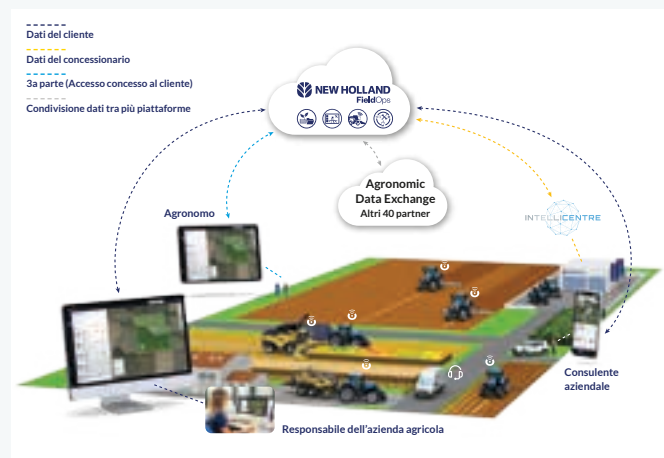 Dati del cliente
Dati del concessionario
3a parte (Accesso concesso al cliente)
Condivisione dati tra più piattaforme
NEW HOLLAND
FieldOps
Agronomic
Data Exchange
Altri 40 partner
Agronomo
INTELLICENTRE
Consulente
aziendale
Responsabile dell'azienda agricola